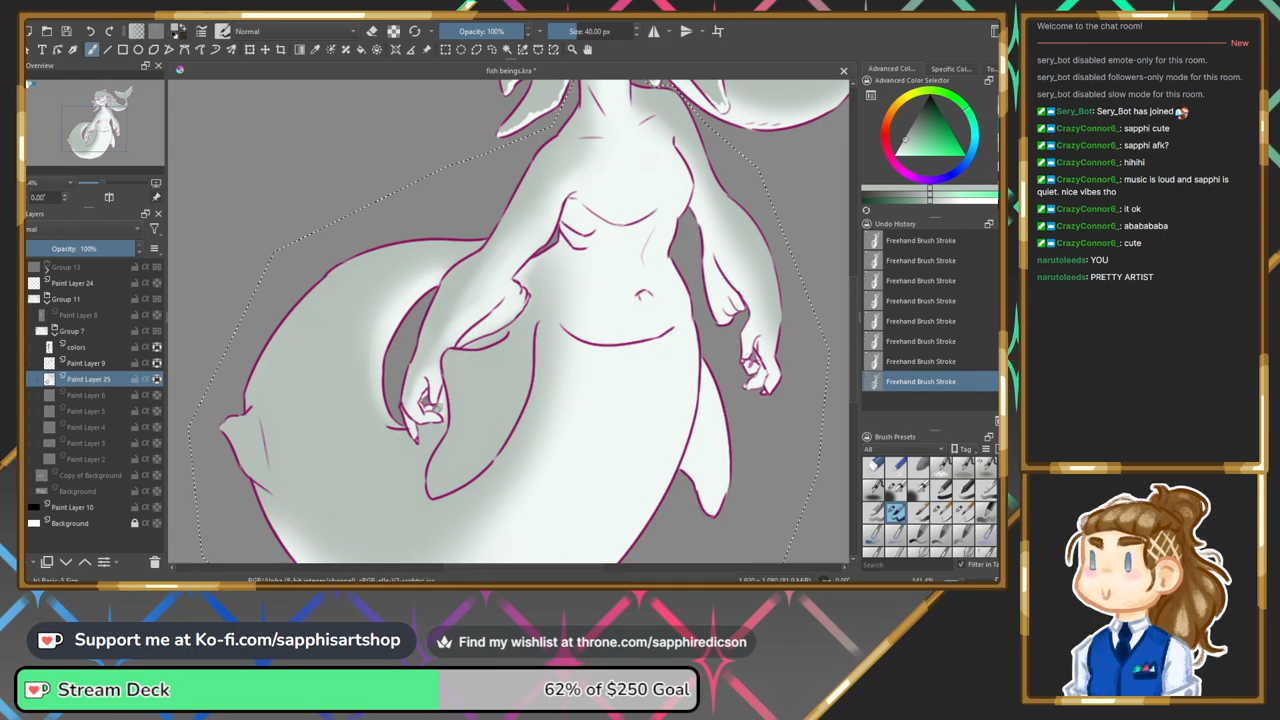 Normal
Opacity: 100%
Size: 40.00 px
Overview
fish beings.kra *
Advanced Col...
Specific Col...
To...
Advanced Color Selector
0.00°
Layers
Opacity: 100%
Group 13
Paint Layer 24
Group 11
Paint Layer 8
Group 7
colors
Paint Layer 9
Paint Layer 25
Paint Layer 6
Paint Layer 5
Paint Layer 4
Paint Layer 3
Paint Layer 2
Copy of Background
Background
Paint Layer 10
Background
Undo History
Freehand Brush Stroke
Freehand Brush Stroke
Freehand Brush Stroke
Freehand Brush Stroke
Freehand Brush Stroke
Freehand Brush Stroke
Freehand Brush Stroke
Freehand Brush Stroke
Brush Presets
All
Tag
Search
Filter in Ta
Welcome to the chat room!
New
sery_bot disabled emote-only for this room.
sery_bot disabled followers-only mode for this room.
sery_bot disabled slow mode for this room.
Sery_Bot: Sery_Bot has joined
CrazyConnor6_: sapphi cute
CrazyConnor6_: sapphi afk?
CrazyConnor6_: hihihi
CrazyConnor6_: music is loud and sapphi is
quiet. nice vibes tho
CrazyConnor6_: it ok
CrazyConnor6_: ababababa
CrazyConnor6_: cute
narutoleeds: YOU
narutoleeds: PRETTY ARTIST
Support me at Ko-fi.com/sapphisartshop
Find my wishlist at throne.com/sapphiredicson
Stream Deck
62% of $250 Goal